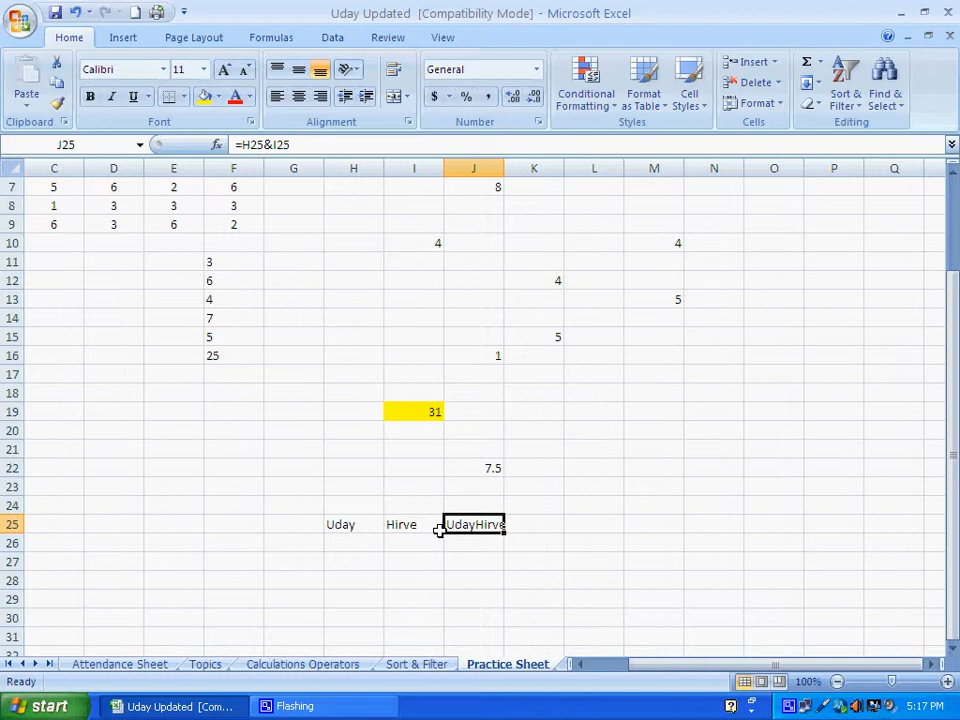 Uday Updated  [Compatibility Mode] - Microsoft Excel
Home Insert Page Layout Formulas Data Review View
Paste Calibri 11 General Conditional Formatting Format as Table Cell Styles Insert Delete Format Sort & Filter Find & Select
B I U A $ % ,
Clipboard Font Alignment Number Styles Cells Editing
J25 fx =H25&I25
C D E F G H I J K L M N O P Q
7 5 6 2 6 8
8 1 3 3 3
9 6 3 6 2
10 4 4
11 3
12 6 4
13 4 5
14 7
15 5 5
16 25 1
17
18
19 31
20
21
22 7.5
23
24
25 Uday Hirve UdayHirve
26
27
28
29
30
31
Attendance Sheet Topics Calculations Operators Sort & Filter Practice Sheet
Ready 100%
start Uday Updated  [Com... Flashing 5:17 PM